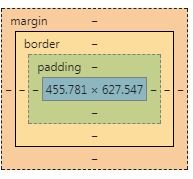 margin –
border –
padding –
– – – 455.781 × 627.547 – – –
–
–
–